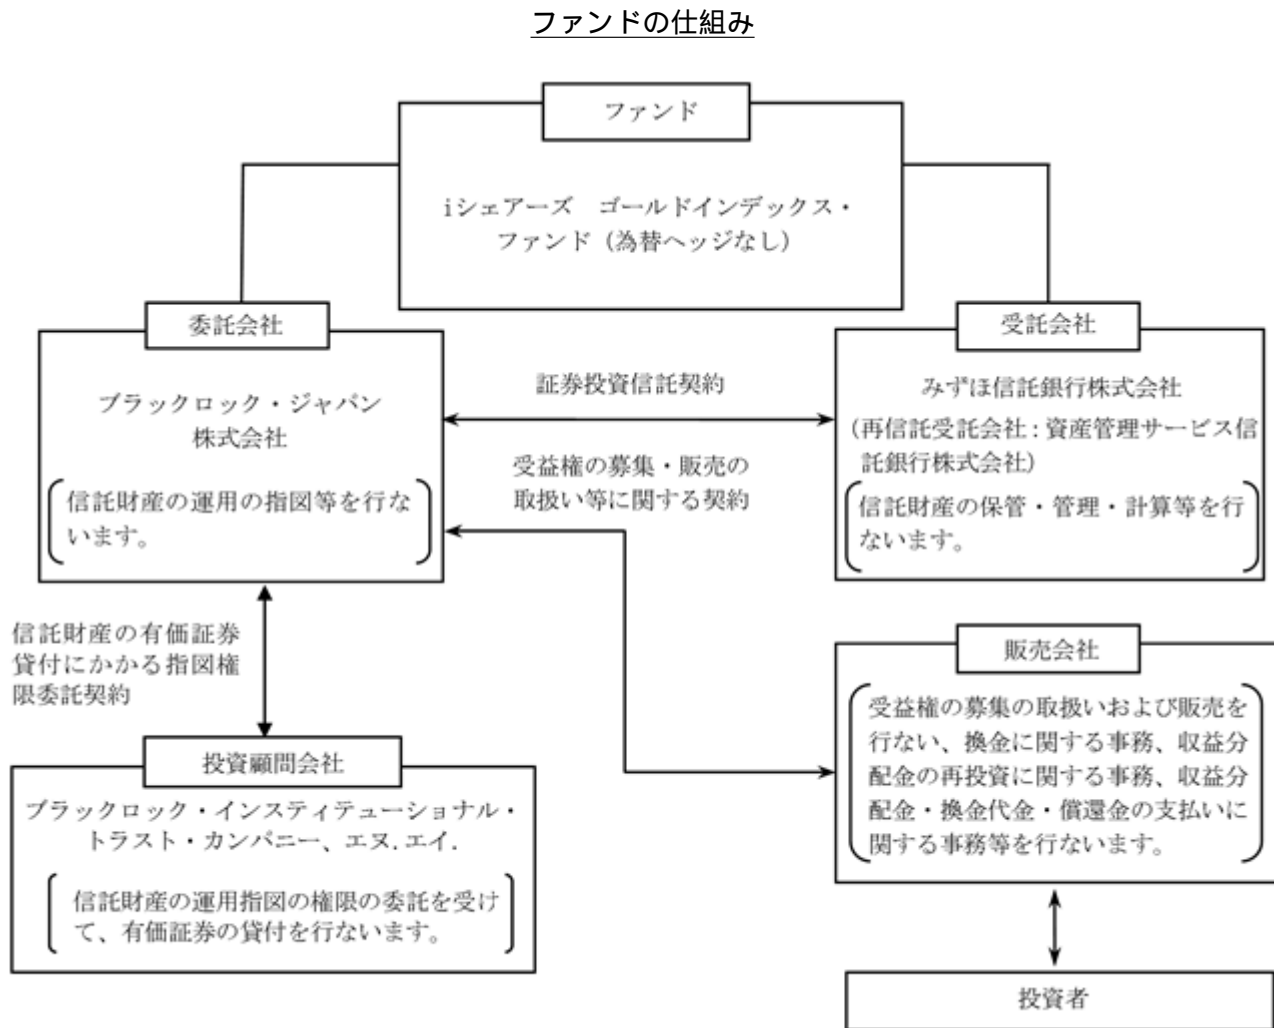 ファンドの仕組み
ファンド
iシェアーズ　ゴールドインデックス・
ファンド（為替ヘッジなし）
委託会社
ブラックロック・ジャパン
株式会社
信託財産の運用の指図等を行な
います。
証券投資信託契約
受益権の募集・販売の
取扱い等に関する契約
受託会社
みずほ信託銀行株式会社
（再信託受託会社：資産管理サービス信
託銀行株式会社）
信託財産の保管・管理・計算等を行
ないます。
信託財産の有価証券
貸付にかかる指図権
限委託契約
投資顧問会社
ブラックロック・インスティテューショナル・
トラスト・カンパニー、エヌ.エイ.
信託財産の運用指図の権限の委託を受け
て、有価証券の貸付を行ないます。
販売会社
受益権の募集の取扱いおよび販売を
行ない、換金に関する事務、収益分
配金の再投資に関する事務、収益分
配金・換金代金・償還金の支払いに
関する事務等を行ないます。
投資者